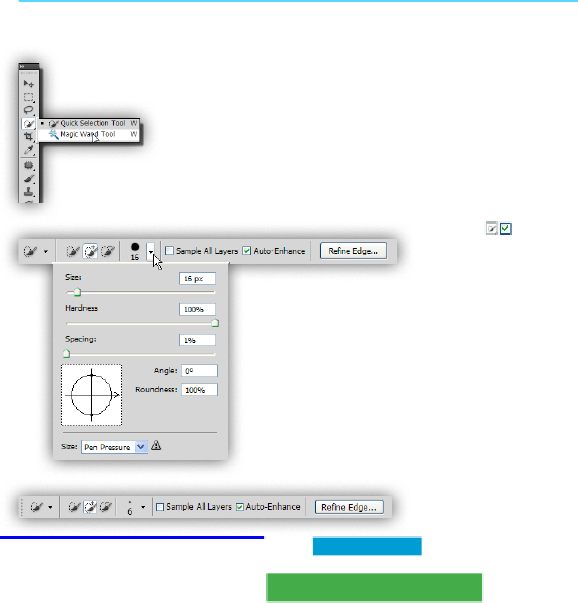 Quick Selection Tool W
Magic Wand Tool W
16 Sample All Layers Auto-Enhance Refine Edge...
Size: 16 px
Hardness 100%
Spacing: 1%
Angle: 0º
Roundness: 100%
Size: Pen Pressure
6 Sample All Layers Auto-Enhance Refine Edge...